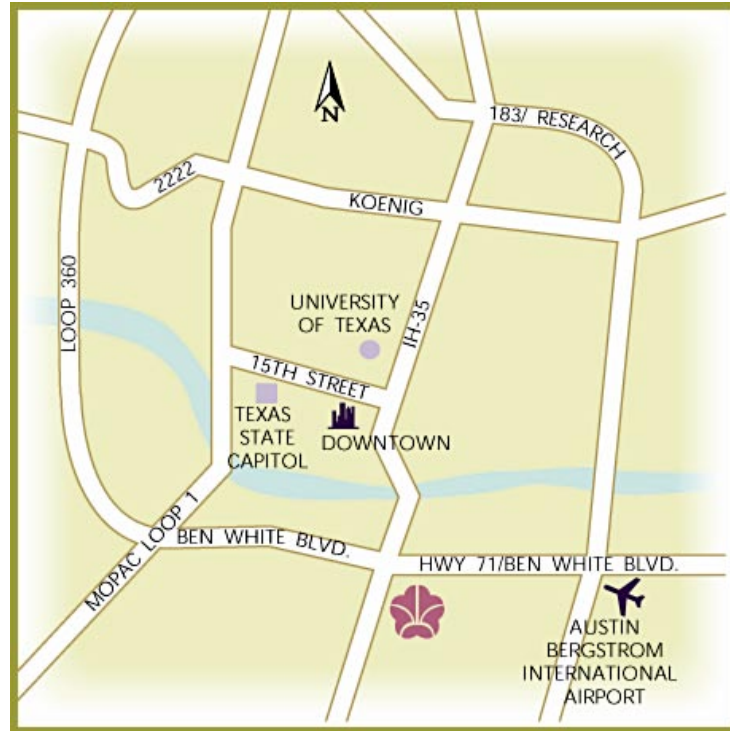 N
183/ RESEARCH
2222
KOENIG
LOOP 360
UNIVERSITY
OF TEXAS
IH-35
15TH STREET
TEXAS
STATE
CAPITOL
DOWNTOWN
MOPAC LOOP 1
BEN WHITE BLVD.
HWY 71/BEN WHITE BLVD.
AUSTIN
BERGSTROM
INTERNATIONAL
AIRPORT